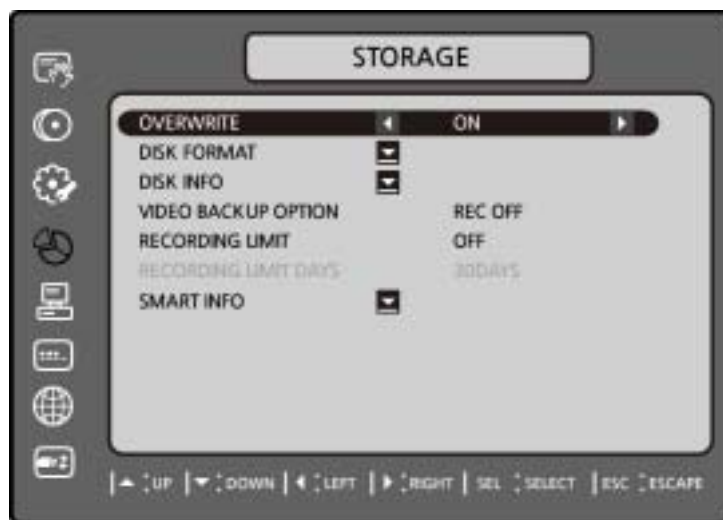 STORAGE
OVERWRITE ON
DISK FORMAT
DISK INFO
VIDEO BACKUP OPTION REC OFF
RECORDING LIMIT OFF
RECORDING LIMIT DAYS 30DAYS
SMART INFO
UP DOWN LEFT RIGHT SEL SELECT ESC ESCAPE